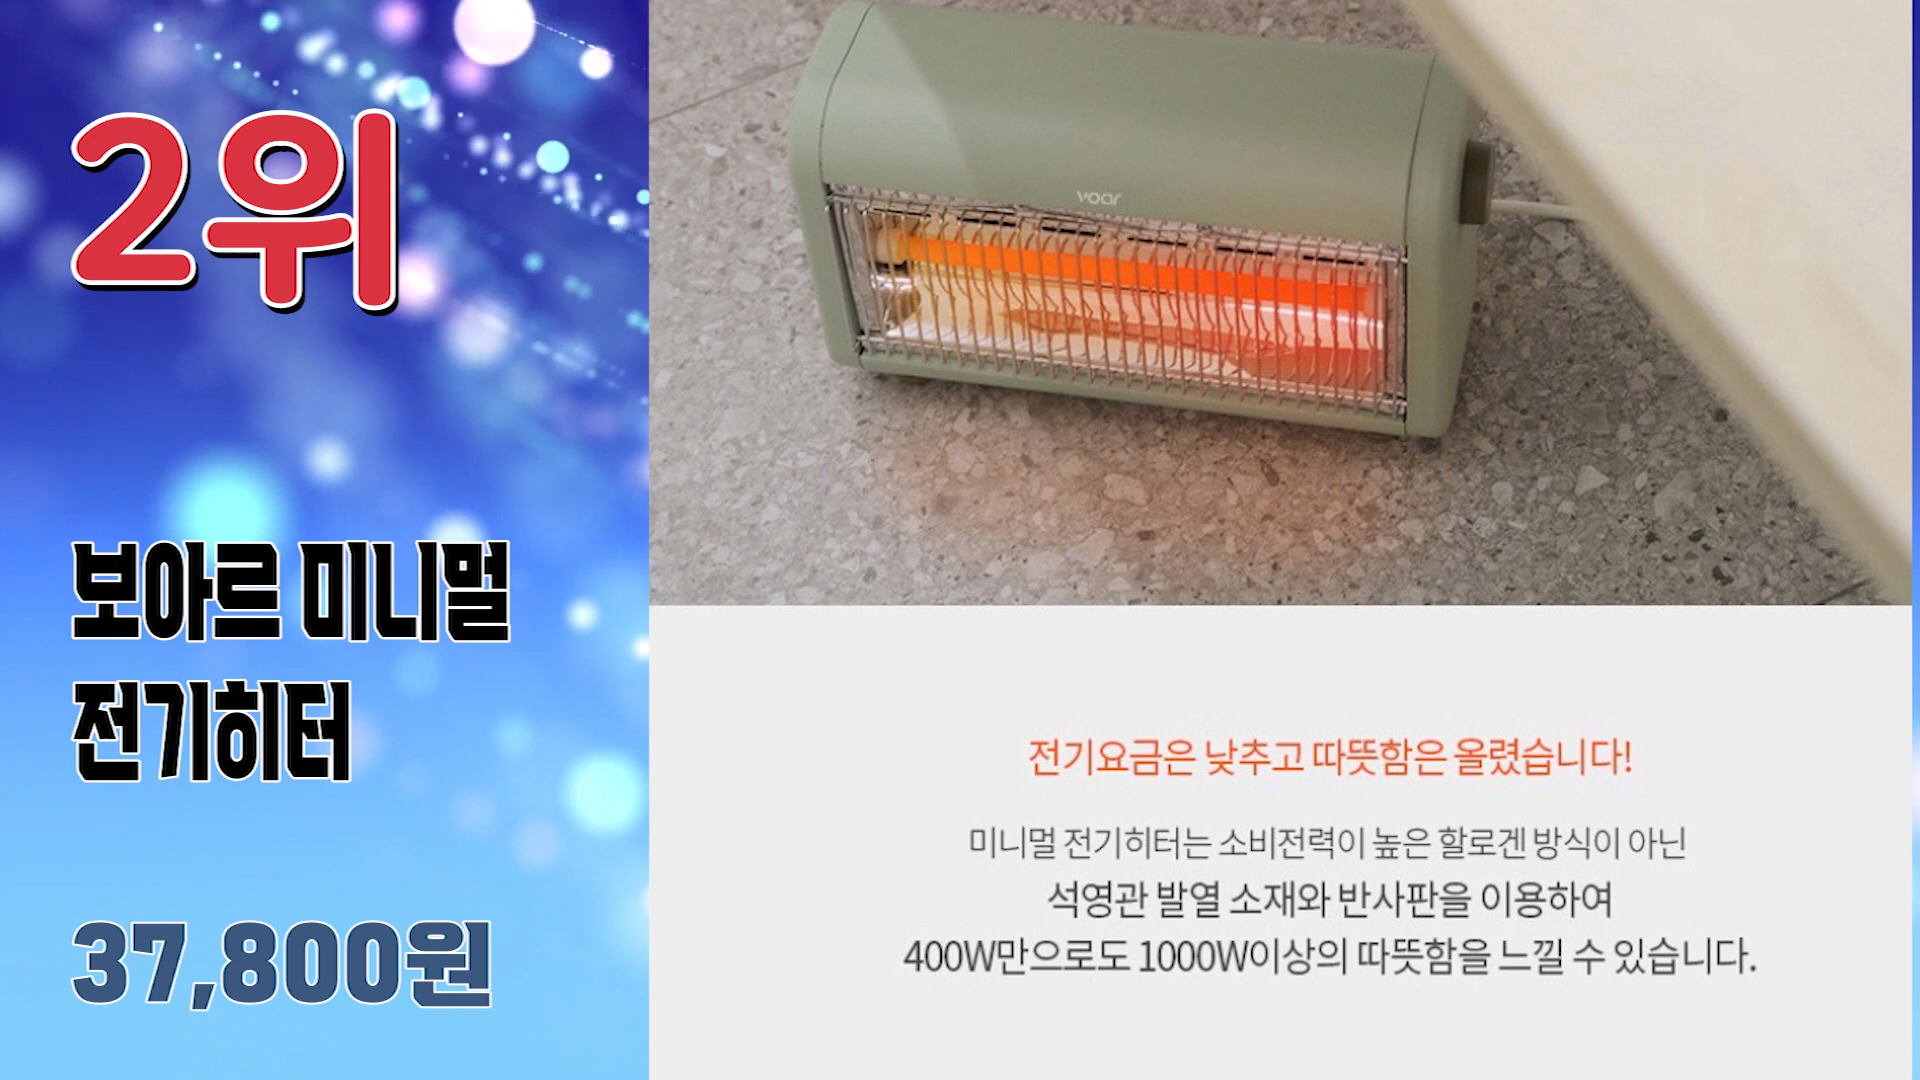 2위
보아르 미니멀
전기히터
37,800원
voar
전기요금은 낮추고 따뜻함은 올렸습니다!
미니멀 전기히터는 소비전력이 높은 할로겐 방식이 아닌
석영관 발열 소재와 반사판을 이용하여
400W만으로도 1000W이상의 따뜻함을 느낄 수 있습니다.